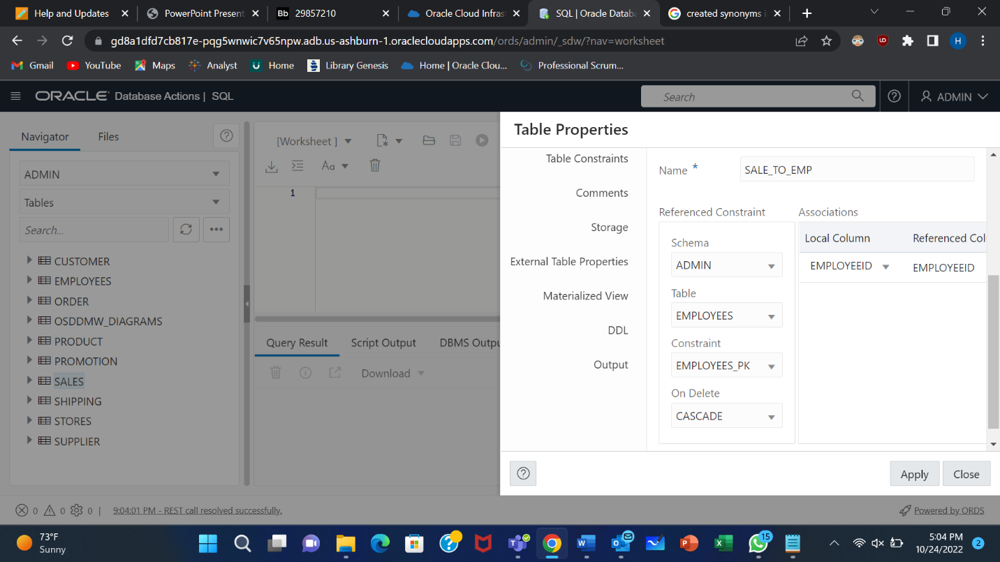 Help and Updates
PowerPoint Present
Bb 29857210
Oracle Cloud Infras
SQL | Oracle Databa
created synonyms i
gd8a1dfd7cb817e-pqg5wnwic7v65npw.adb.us-ashburn-1.oraclecloudapps.com/ords/admin/_sdw/?nav=worksheet
H
Gmail YouTube Maps Analyst Home Library Genesis Home | Oracle Clou... Professional Scrum...
ORACLE Database Actions | SQL
Search
ADMIN
Navigator
Files
ADMIN
Tables
Search...
CUSTOMER
EMPLOYEES
ORDER
OSDDMW_DIAGRAMS
PRODUCT
PROMOTION
SALES
SHIPPING
STORES
SUPPLIER
[Worksheet ]
Aa
1
Query Result Script Output DBMS Outpu
Download
Table Properties
Table Constraints
Comments
Storage
External Table Properties
Materialized View
DDL
Output
Name * SALE_TO_EMP
Referenced Constraint
Schema
ADMIN
Table
EMPLOYEES
Constraint
EMPLOYEES_PK
On Delete
CASCADE
Associations
Local Column Referenced Col
EMPLOYEEID EMPLOYEEID
Apply Close
0 0 0 | 9:04:01 PM - REST call resolved successfully.
Powered by ORDS
73°F
Sunny
15
5:04 PM
10/24/2022
2